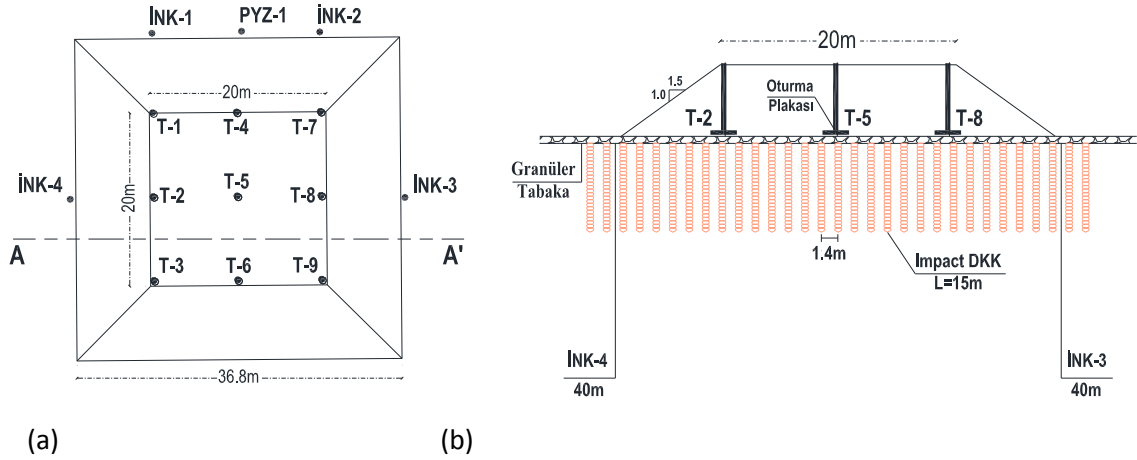 İNK-1 PYZ-1 İNK-2
20m
T-1 T-4 T-7
İNK-4 T-2 T-5 T-8 İNK-3
20m
A A'
T-3 T-6 T-9
36.8m
(a)
20m
1.5
1.0
Oturma
Plakası
T-2 T-5 T-8
Granüler
Tabaka
1.4m
Impact DKK
L=15m
İNK-4
40m
İNK-3
40m
(b)